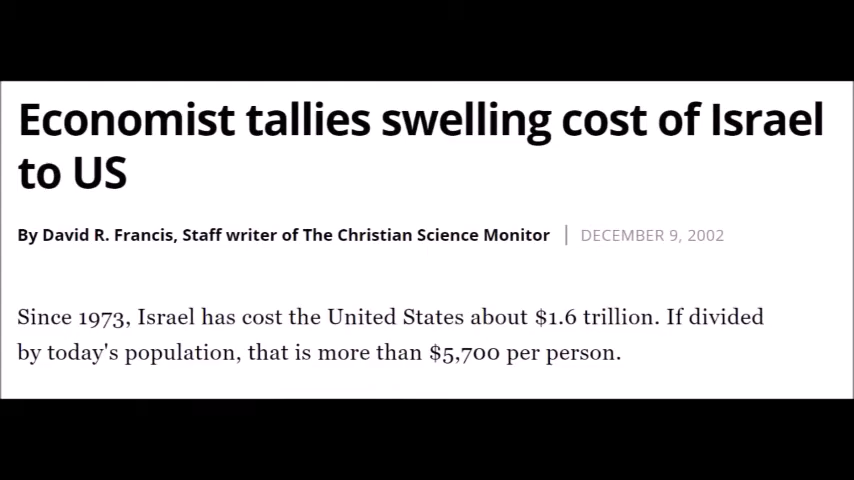 Economist tallies swelling cost of Israel
to US
By David R. Francis, Staff writer of The Christian Science Monitor | DECEMBER 9, 2002
Since 1973, Israel has cost the United States about $1.6 trillion. If divided
by today's population, that is more than $5,700 per person.